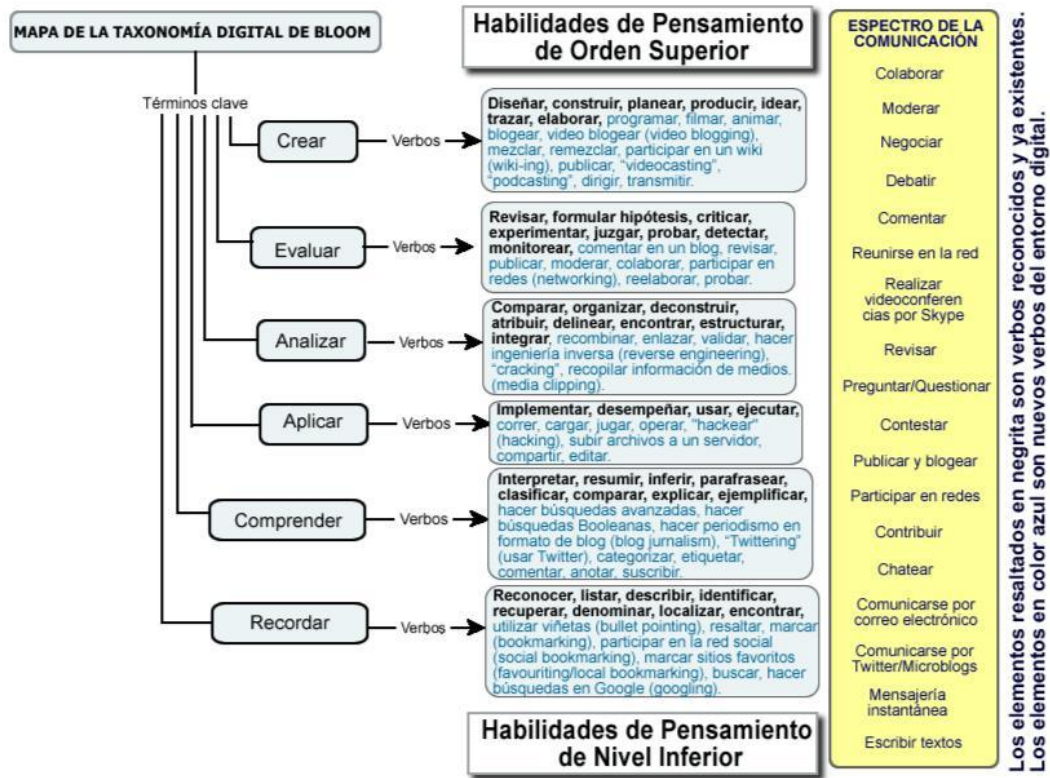 MAPA DE LA TAXONOMÍA DIGITAL DE BLOOM
Habilidades de Pensamiento
de Orden Superior
Términos clave
Crear
Verbos
Diseñar, construir, planear, producir, idear,
trazar, elaborar, programar, filmar, animar,
blogear, video blogear (video blogging),
mezclar, remezclar, participar en un wiki
(wiki-ing), publicar, “videocasting”,
“podcasting”, dirigir, transmitir.
Evaluar
Verbos
Revisar, formular hipótesis, criticar,
experimentar, juzgar, probar, detectar,
monitorear, comentar en un blog, revisar,
publicar, moderar, colaborar, participar en
redes (networking), reelaborar, probar.
Analizar
Verbos
Comparar, organizar, deconstruir,
atribuir, delinear, encontrar, estructurar,
integrar, recombinar, enlazar, validar, hacer
ingeniería inversa (reverse engineering),
“cracking”, recopilar información de medios.
(media clipping).
Aplicar
Verbos
Implementar, desempeñar, usar, ejecutar,
correr, cargar, jugar, operar, "hackear"
(hacking), subir archivos a un servidor,
compartir, editar.
Comprender
Verbos
Interpretar, resumir, inferir, parafrasear,
clasificar, comparar, explicar, ejemplificar,
hacer búsquedas avanzadas, hacer
búsquedas Booleanas, hacer periodismo en
formato de blog (blog jurnalism), “Twittering”
(usar Twitter), categorizar, etiquetar,
comentar, anotar, suscribir.
Recordar
Verbos
Reconocer, listar, describir, identificar,
recuperar, denominar, localizar, encontrar,
utilizar viñetas (bullet pointing), resaltar, marcar
(bookmarking), participar en la red social
(social bookmarking), marcar sitios favoritos
(favouriting/local bookmarking), buscar, hacer
búsquedas en Google (googling).
Habilidades de Pensamiento
de Nivel Inferior
ESPECTRO DE LA
COMUNICACIÓN
Colaborar
Moderar
Negociar
Debatir
Comentar
Reunirse en la red
Realizar
videoconferen
cias por Skype
Revisar
Preguntar/Questionar
Contestar
Publicar y blogear
Participar en redes
Contribuir
Chatear
Comunicarse por
correo electrónico
Comunicarse por
Twitter/Microblogs
Mensajería
instantánea
Escribir textos
Los elementos resaltados en negrita son verbos reconocidos y ya existentes.
Los elementos en color azul son nuevos verbos del entorno digital.